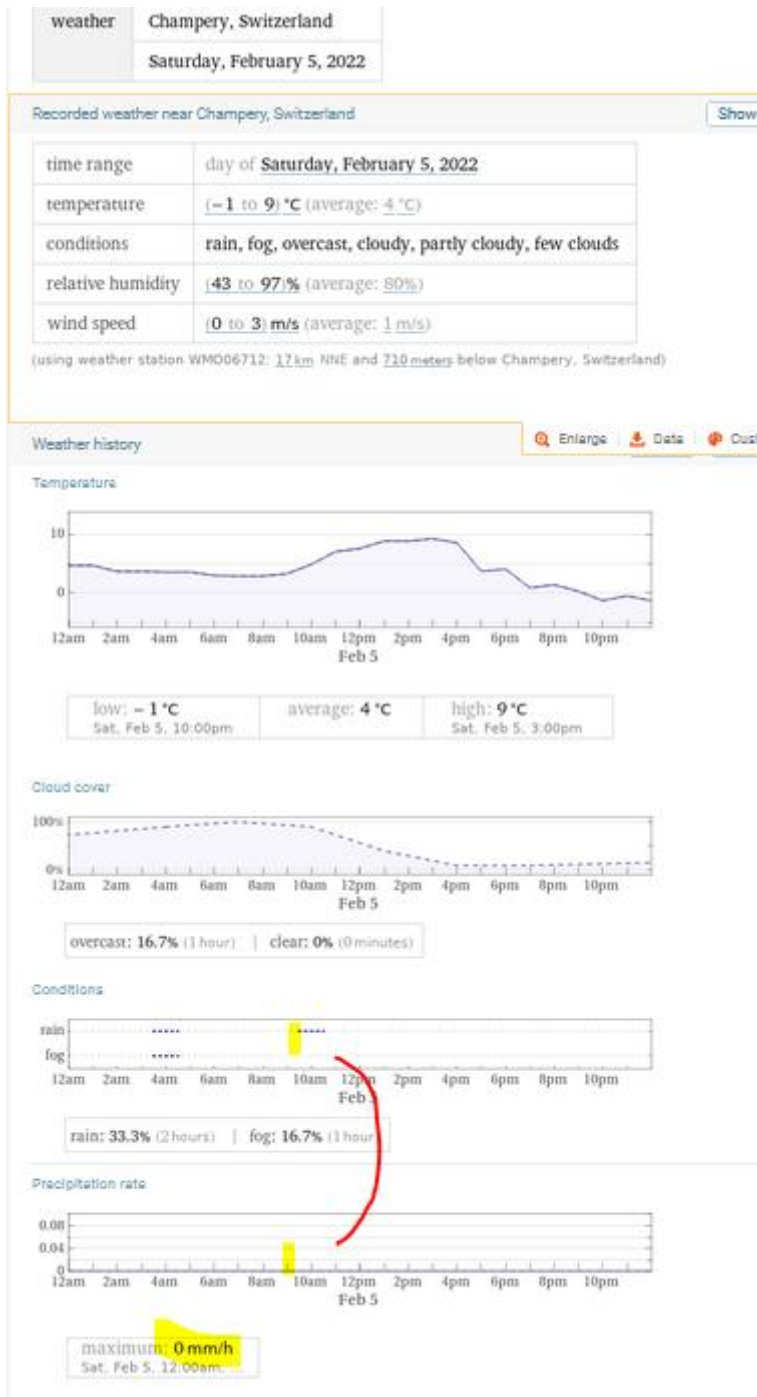 weather Champery, Switzerland
Saturday, February 5, 2022
Recorded weather near Champery, Switzerland Show
time range day of Saturday, February 5, 2022
temperature (−1 to 9) °C (average: 4 °C)
conditions rain, fog, overcast, cloudy, partly cloudy, few clouds
relative humidity (43 to 97)% (average: 80%)
wind speed (0 to 3) m/s (average: 1 m/s)
(using weather station WMO06712: 17 km NNE and 710 meters below Champery, Switzerland)
Weather history Enlarge Data Cust
Temperature
10
0
12am 2am 4am 6am 8am 10am 12pm 2pm 4pm 6pm 8pm 10pm
Feb 5
low: −1 °C average: 4 °C high: 9 °C
Sat, Feb 5, 10:00pm Sat, Feb 5, 3:00pm
Cloud cover
100%
0%
12am 2am 4am 6am 8am 10am 12pm 2pm 4pm 6pm 8pm 10pm
Feb 5
overcast: 16.7% (1 hour) | clear: 0% (0 minutes)
Conditions
rain
fog
12am 2am 4am 6am 8am 10am 12pm 2pm 4pm 6pm 8pm 10pm
Feb 5
rain: 33.3% (2 hours) | fog: 16.7% (1 hour
Precipitation rate
0.08
0.04
0
12am 2am 4am 6am 8am 10am 12pm 2pm 4pm 6pm 8pm 10pm
Feb 5
maximum: 0 mm/h
Sat, Feb 5, 12:00am, ...